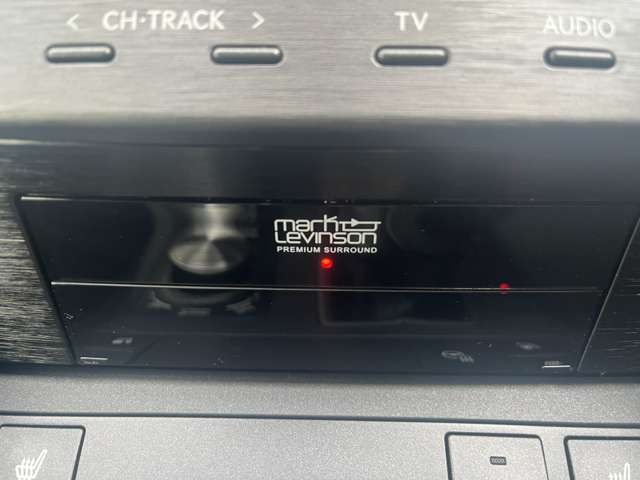 < CH·TRACK > TV AUDIO
mark
Levinson
PREMIUM SURROUND